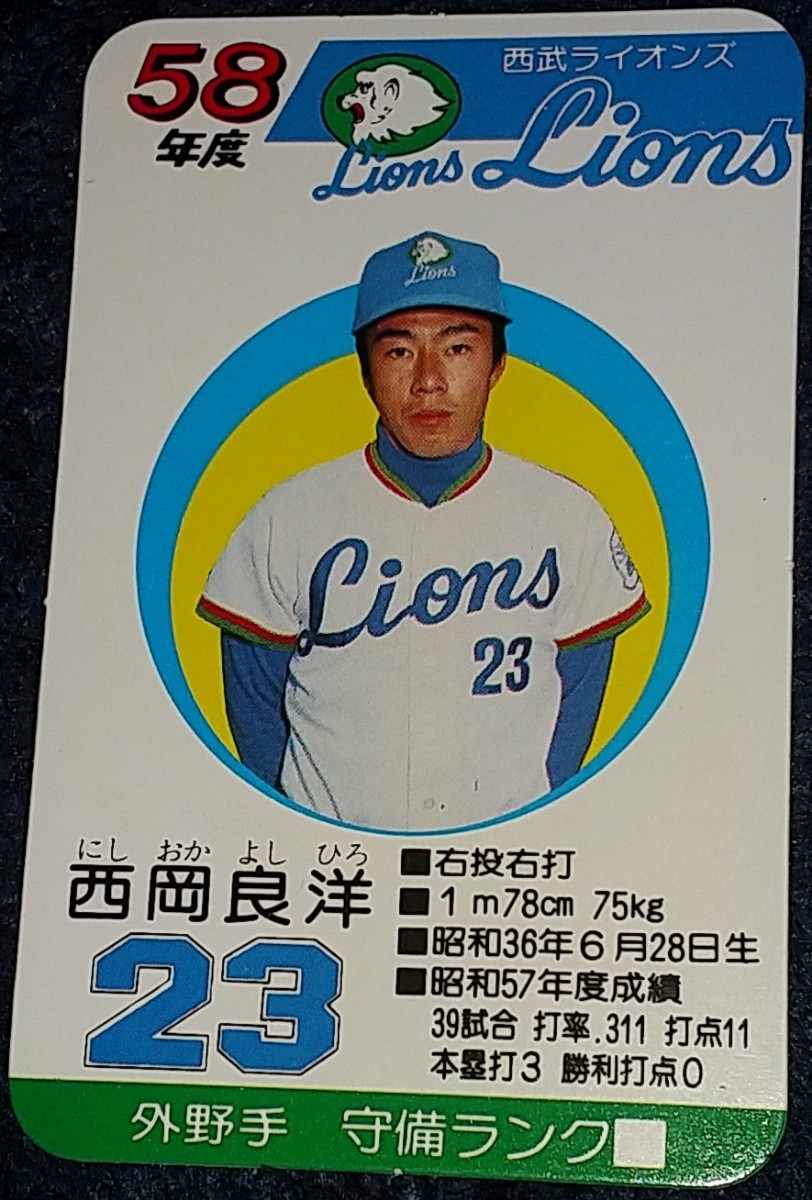 58
年度
西武ライオンズ
Lions Lions
Lions
Lions
23
にし おか よし ひろ
西岡良洋
23
■右投右打
■1m78cm 75kg
■昭和36年6月28日生
■昭和57年度成績
39試合 打率.311 打点11
本塁打3 勝利打点0
外野手 守備ランク